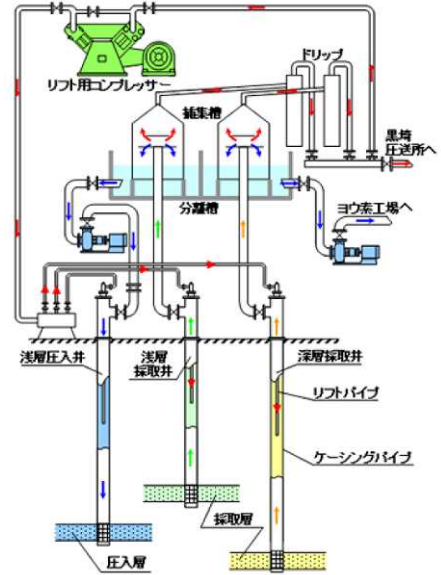 リフト用コンプレッサー
ドリップ
捕集槽
黒埼
圧送所へ
分離槽
ヨウ素工場へ
浅層圧入井
浅層
採取井
深層採取井
リフトパイプ
ケーシングパイプ
採取層
圧入層